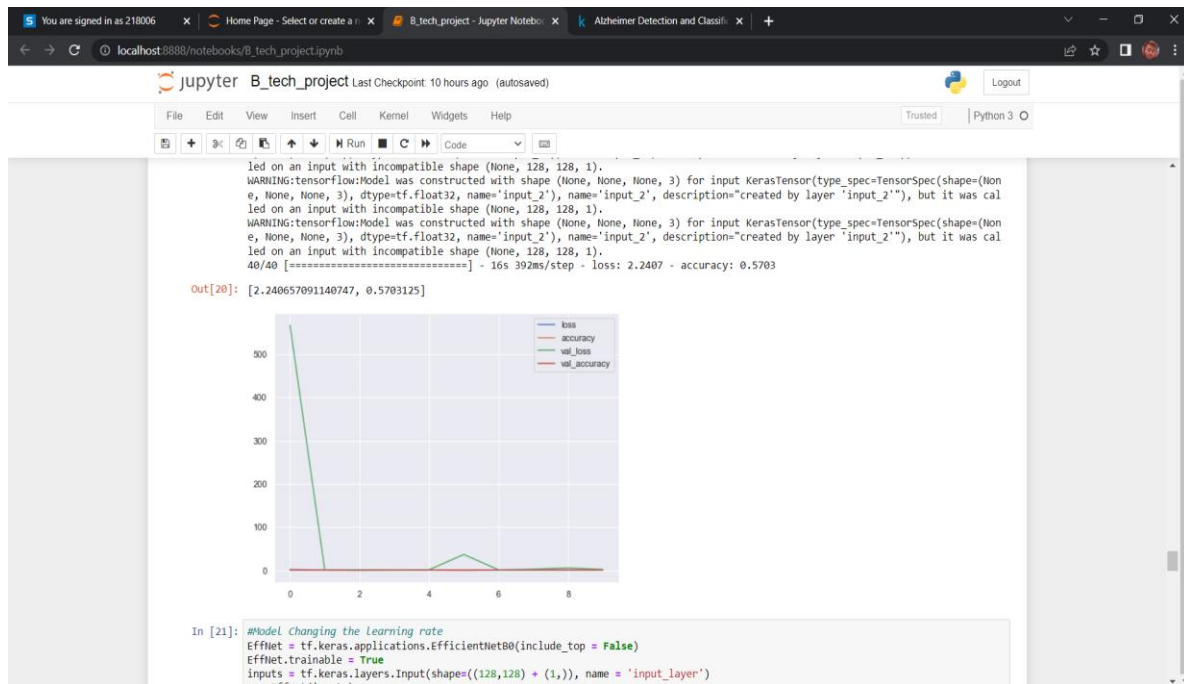 You are signed in as 218006
Home Page - Select or create a n
B_tech_project - Jupyter Noteboo
Alzheimer Detection and Classific
localhost:8888/notebooks/B_tech_project.ipynb
jupyter B_tech_project Last Checkpoint: 10 hours ago (autosaved)
Logout
File Edit View Insert Cell Kernel Widgets Help
Trusted
Python 3
Run
Code
led on an input with incompatible shape (None, 128, 128, 1).
WARNING:tensorflow:Model was constructed with shape (None, None, None, 3) for input KerasTensor(type_spec=TensorSpec(shape=(Non
e, None, None, 3), dtype=tf.float32, name='input_2'), name='input_2', description="created by layer 'input_2'"), but it was cal
led on an input with incompatible shape (None, 128, 128, 1).
WARNING:tensorflow:Model was constructed with shape (None, None, None, 3) for input KerasTensor(type_spec=TensorSpec(shape=(Non
e, None, None, 3), dtype=tf.float32, name='input_2'), name='input_2', description="created by layer 'input_2'"), but it was cal
led on an input with incompatible shape (None, 128, 128, 1).
40/40 [==============================] - 16s 392ms/step - loss: 2.2407 - accuracy: 0.5703
Out[20]: [2.240657091140747, 0.5703125]
loss
accuracy
val_loss
val_accuracy
500
400
300
200
100
0
0 2 4 6 8
In [21]: #Model Changing the learning rate
EffNet = tf.keras.applications.EfficientNetB0(include_top = False)
EffNet.trainable = True
inputs = tf.keras.layers.Input(shape=((128,128) + (1,)), name = 'input_layer')